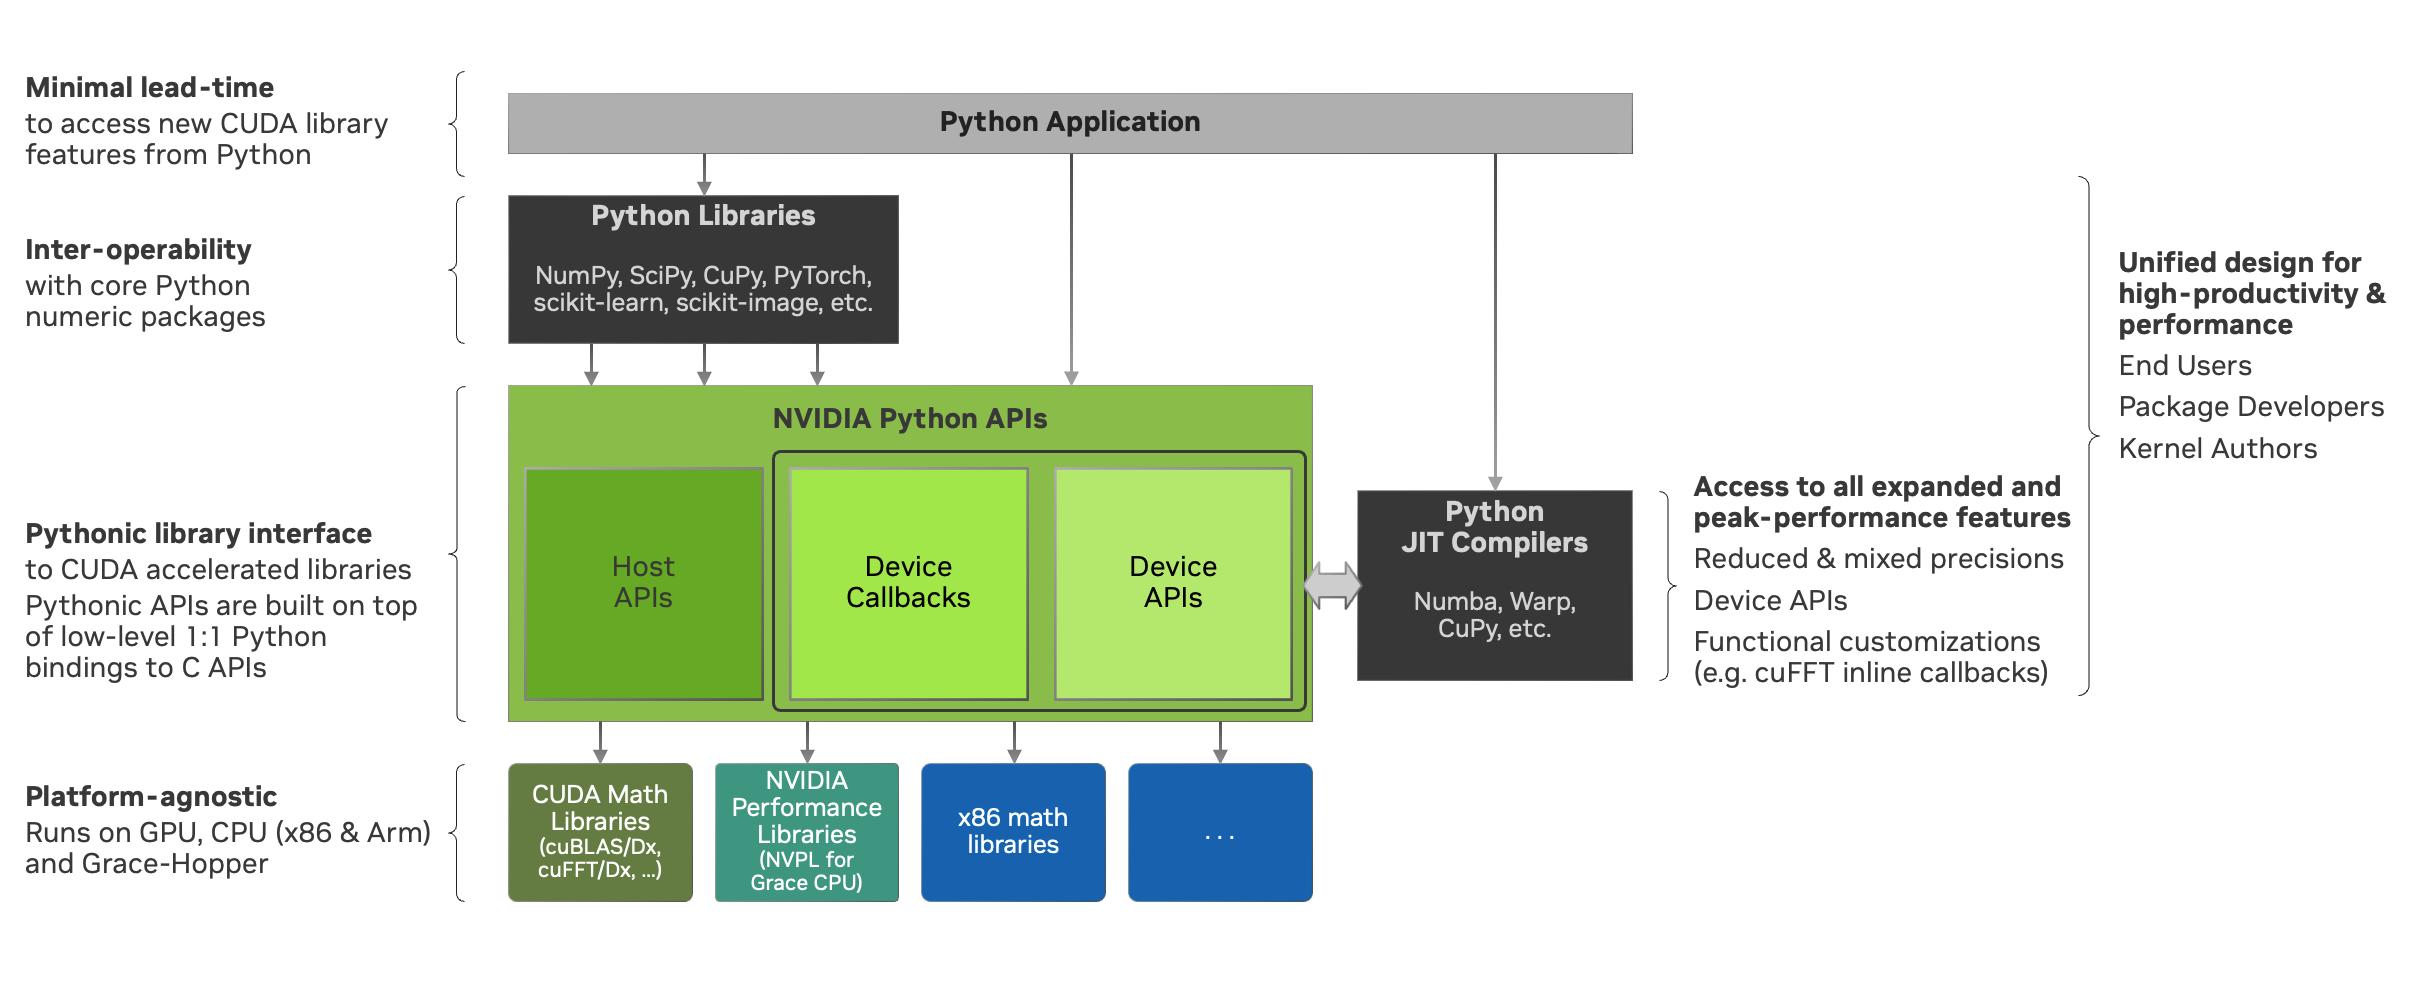 Minimal lead-time
to access new CUDA library
features from Python
Inter-operability
with core Python
numeric packages
Pythonic library interface
to CUDA accelerated libraries
Pythonic APIs are built on top
of low-level 1:1 Python
bindings to C APIs
Platform-agnostic
Runs on GPU, CPU (x86 & Arm)
and Grace-Hopper
Python Application
Python Libraries
NumPy, SciPy, CuPy, PyTorch,
scikit-learn, scikit-image, etc.
NVIDIA Python APIs
Host
APIs
Device
Callbacks
Device
APIs
Python
JIT Compilers
Numba, Warp,
CuPy, etc.
CUDA Math
Libraries
(cuBLAS/Dx,
cuFFT/Dx, ...)
NVIDIA
Performance
Libraries
(NVPL for
Grace CPU)
x86 math
libraries
...
Access to all expanded and
peak-performance features
Reduced & mixed precisions
Device APIs
Functional customizations
(e.g. cuFFT inline callbacks)
Unified design for
high-productivity &
performance
End Users
Package Developers
Kernel Authors